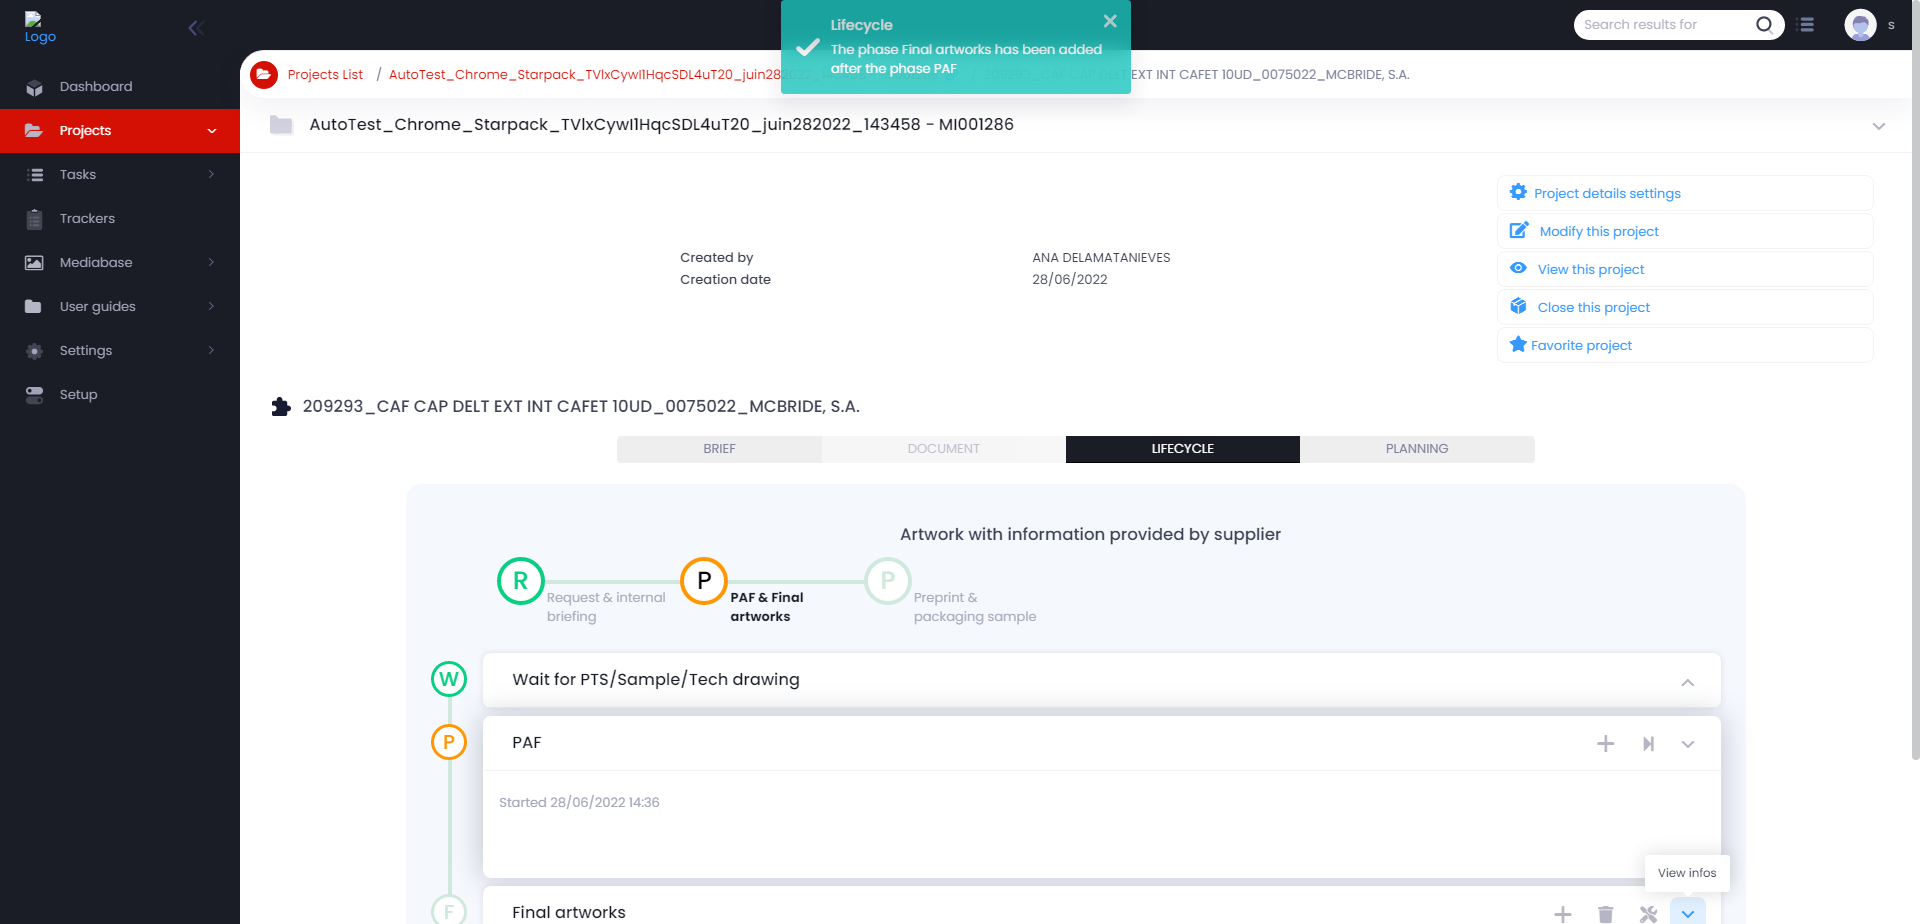 Logo
Lifecycle
The phase Final artworks has been added
after the phase PAF
Search results for
s
Dashboard
Projects
Tasks
Trackers
Mediabase
User guides
Settings
Setup
Projects List / AutoTest_Chrome_Starpack_TVlxCywI1HqcSDL4uT20_juin282022_ EXT INT CAFET 10UD_0075022_MCBRIDE, S.A.
AutoTest_Chrome_Starpack_TVlxCywI1HqcSDL4uT20_juin282022_143458 - MI001286
Created by ANA DELAMATANIEVES
Creation date 28/06/2022
Project details settings
Modify this project
View this project
Close this project
Favorite project
209293_CAF CAP DELT EXT INT CAFET 10UD_0075022_MCBRIDE, S.A.
BRIEF DOCUMENT LIFECYCLE PLANNING
Artwork with information provided by supplier
R P P
Request & internal
briefing
PAF & Final
artworks
Preprint &
packaging sample
W Wait for PTS/Sample/Tech drawing
P PAF
Started 28/06/2022 14:36
View infos
F Final artworks